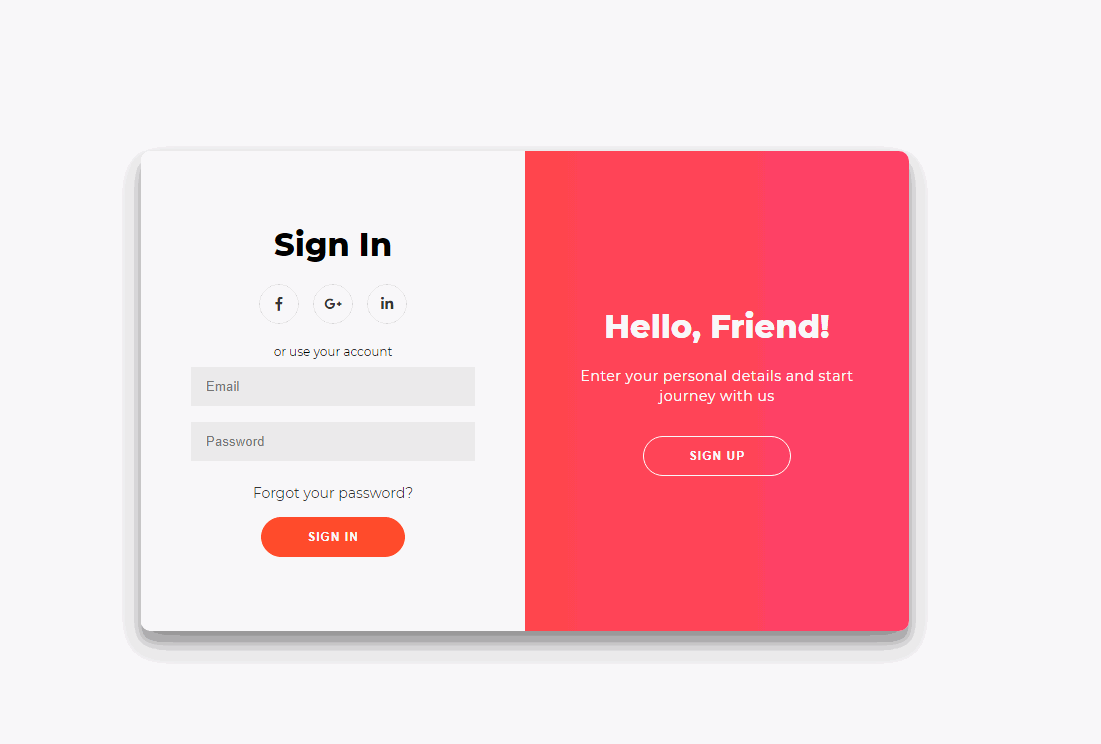 Sign In
f
G+
in
or use your account
Email
Password
Forgot your password?
SIGN IN
Hello, Friend!
Enter your personal details and start
journey with us
SIGN UP